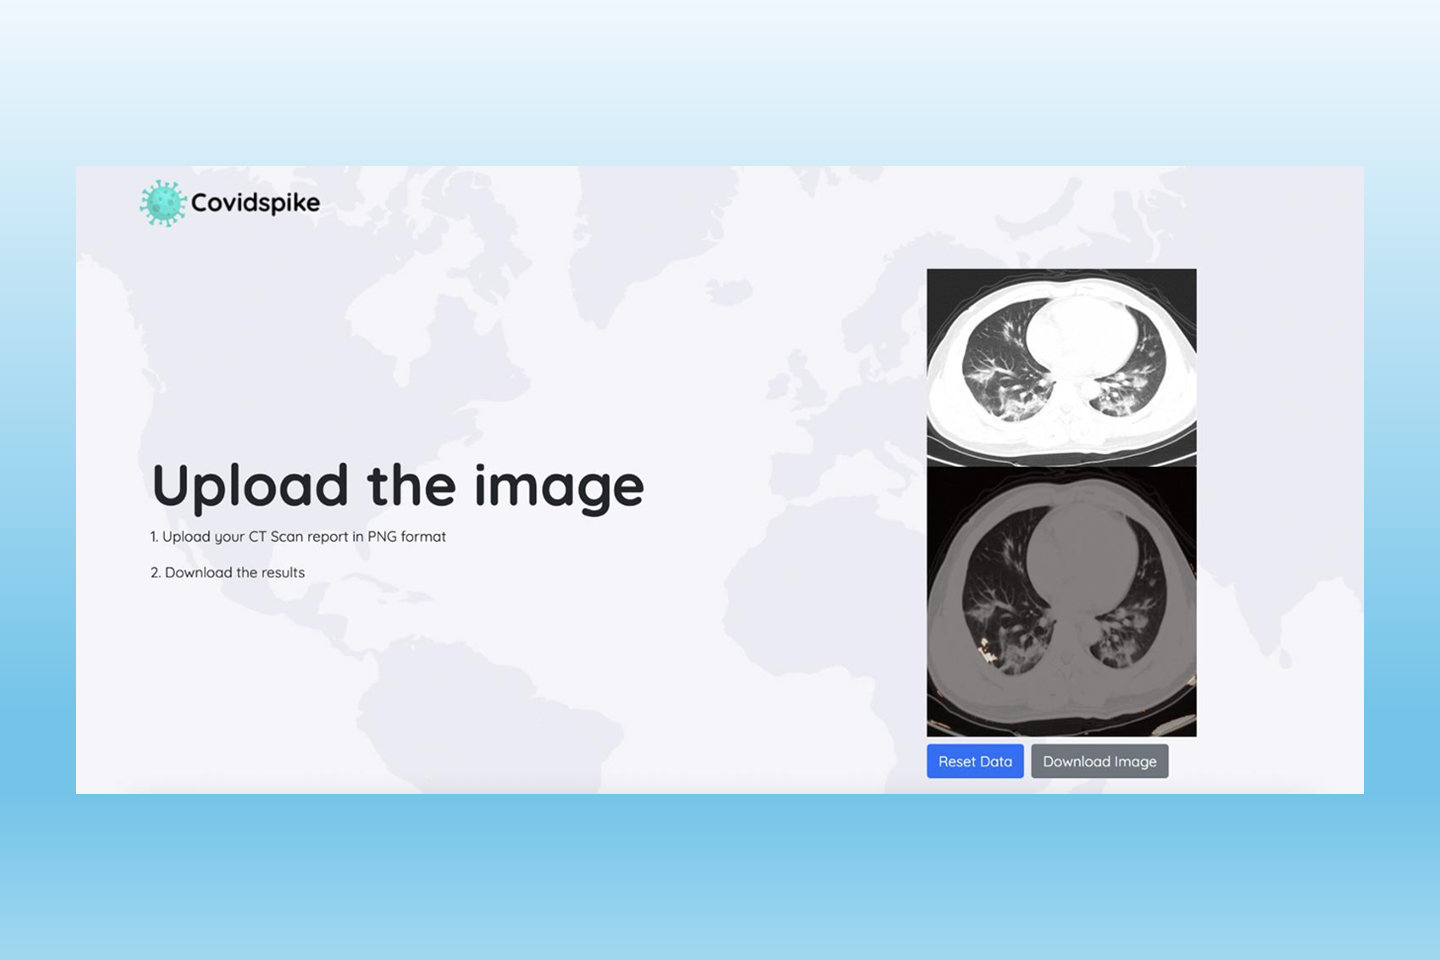 Covidspike
Upload the image
1. Upload your CT Scan report in PNG format
2. Download the results
Reset Data
Download Image